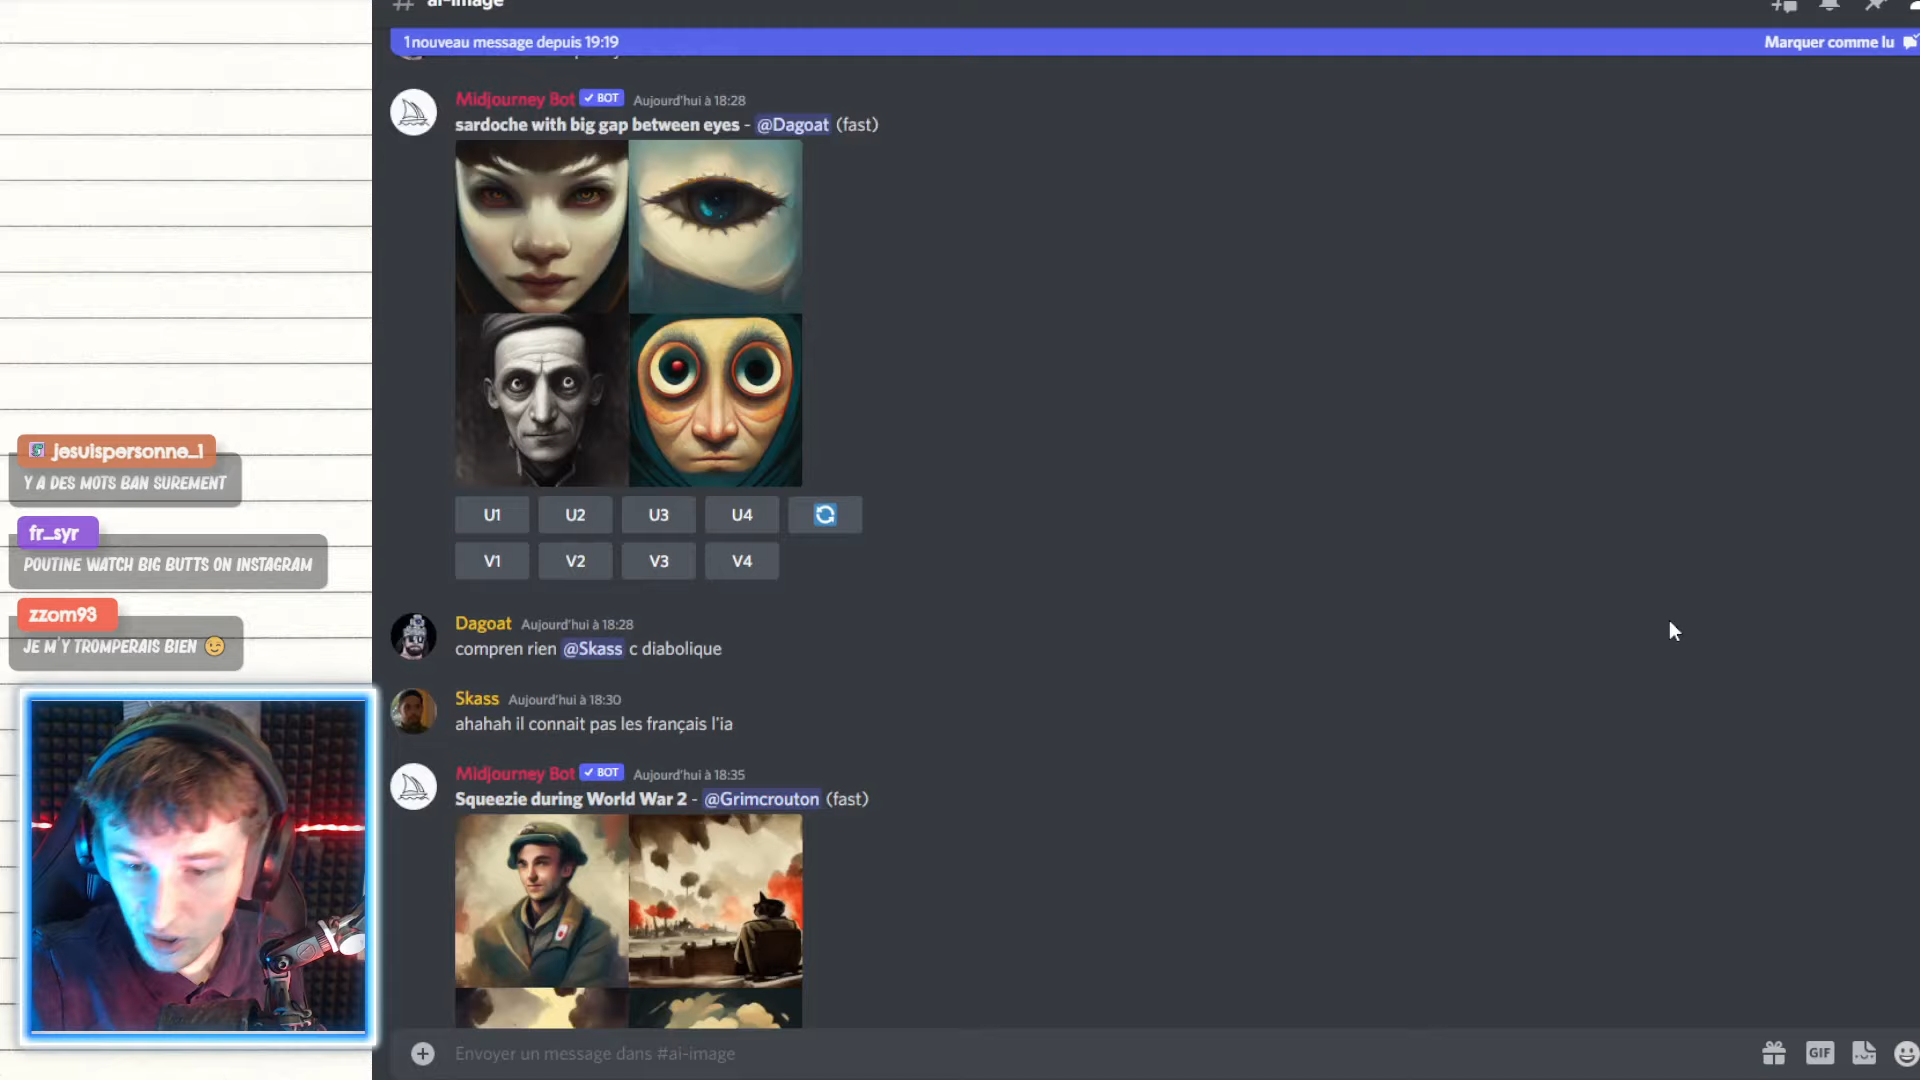 ai-image
1 nouveau message depuis 19:19
Marquer comme lu
Midjourney Bot ✓ BOT Aujourd'hui à 18:28
sardoche with big gap between eyes - @Dagoat (fast)
U1 U2 U3 U4
V1 V2 V3 V4
Dagoat Aujourd'hui à 18:28
compren rien @Skass c diabolique
Skass Aujourd'hui à 18:30
ahahah il connait pas les français l'ia
Midjourney Bot ✓ BOT Aujourd'hui à 18:35
Squeezie during World War 2 - @Grimcrouton (fast)
Envoyer un message dans #ai-image
GIF
jesuispersonne_1
Y A DES MOTS BAN SUREMENT
fr_syr
POUTINE WATCH BIG BUTTS ON INSTAGRAM
zzom93
JE M'Y TROMPERAIS BIEN 😉